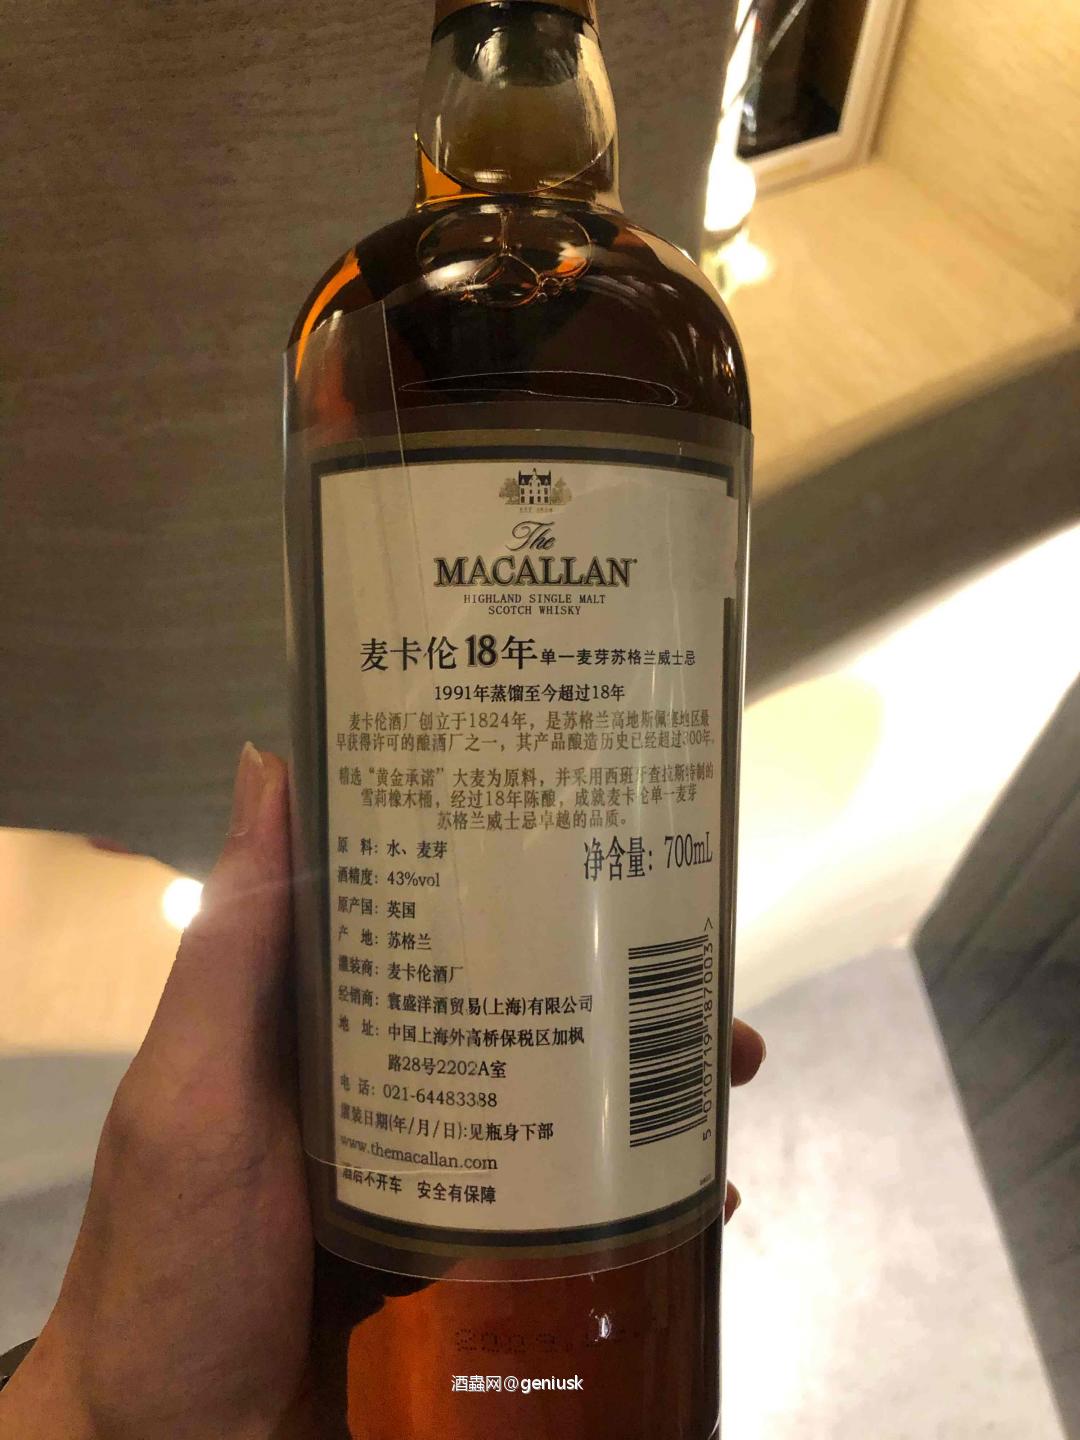 The
MACALLAN
HIGHLAND SINGLE MALT
SCOTCH WHISKY
麦卡伦18年单一麦芽苏格兰威士忌
1991年蒸馏至今超过18年
麦卡伦酒厂创立于1824年，是苏格兰高地斯佩塞地区最
早获得许可的酿酒厂之一，其产品酿造历史已经超过300年。
精选“黄金承诺”大麦为原料，并采用西班牙查拉斯特制的
雪莉橡木桶，经过18年陈酿，成就麦卡伦单一麦芽
苏格兰威士忌卓越的品质。
原 料：水、麦芽
净含量：700mL
酒精度：43%vol
原产国：英国
产 地：苏格兰
灌装商：麦卡伦酒厂
经销商：寰盛洋酒贸易(上海)有限公司
地 址：中国上海外高桥保税区加枫
路28号2202A室
电 话：021-64483388
灌装日期(年/月/日):见瓶身下部
www.themacallan.com
酒后不开车 安全有保障
5 010719 187003 >
酒蟲网@geniusk